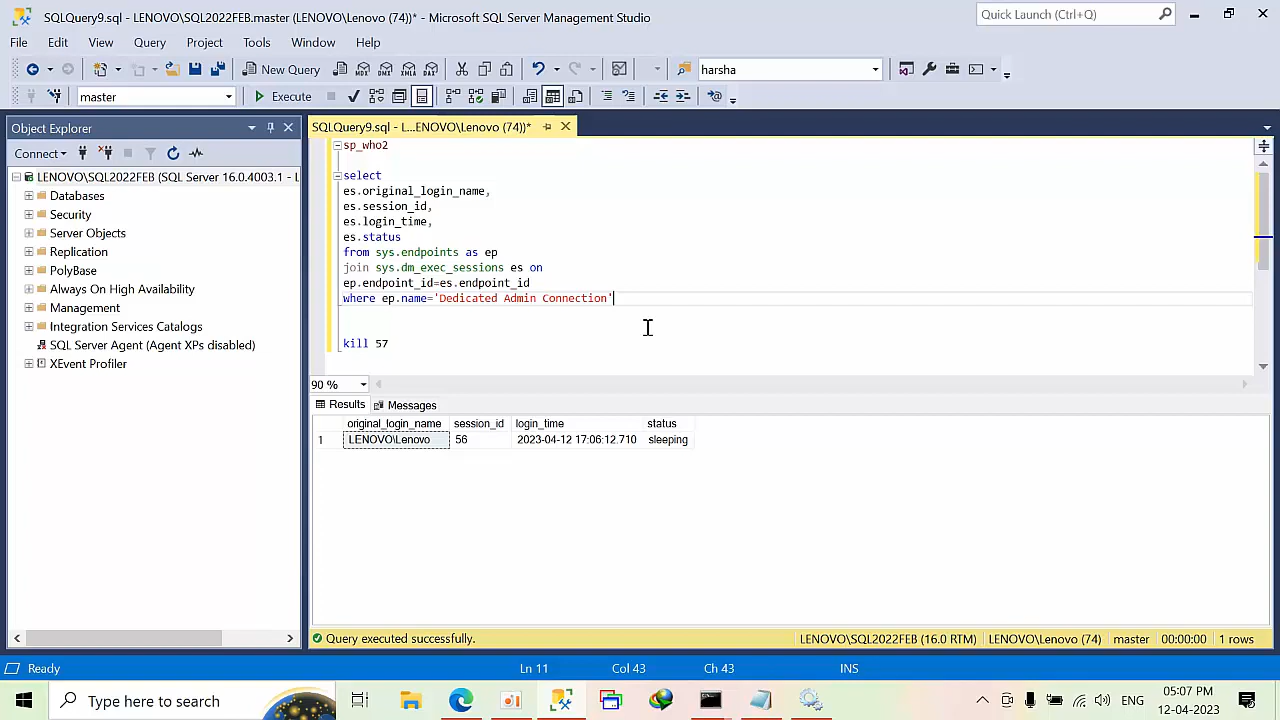 SQLQuery9.sql - LENOVO\SQL2022FEB.master (LENOVO\Lenovo (74))* - Microsoft SQL Server Management Studio
Quick Launch (Ctrl+Q)
File Edit View Query Project Tools Window Help
New Query MDX DMX XMLA DAX harsha
master Execute
Object Explorer
SQLQuery9.sql - L...ENOVO\Lenovo (74))*
Connect
LENOVO\SQL2022FEB (SQL Server 16.0.4003.1 - L
Databases
Security
Server Objects
Replication
PolyBase
Always On High Availability
Management
Integration Services Catalogs
SQL Server Agent (Agent XPs disabled)
XEvent Profiler
sp_who2
select
es.original_login_name,
es.session_id,
es.login_time,
es.status
from sys.endpoints as ep
join sys.dm_exec_sessions es on
ep.endpoint_id=es.endpoint_id
where ep.name='Dedicated Admin Connection'
kill 57
90 %
Results Messages
original_login_name session_id login_time status
1 LENOVO\Lenovo 56 2023-04-12 17:06:12.710 sleeping
Query executed successfully.
LENOVO\SQL2022FEB (16.0 RTM) LENOVO\Lenovo (74) master 00:00:00 1 rows
Ready Ln 11 Col 43 Ch 43 INS
Type here to search
ENG
05:07 PM
12-04-2023